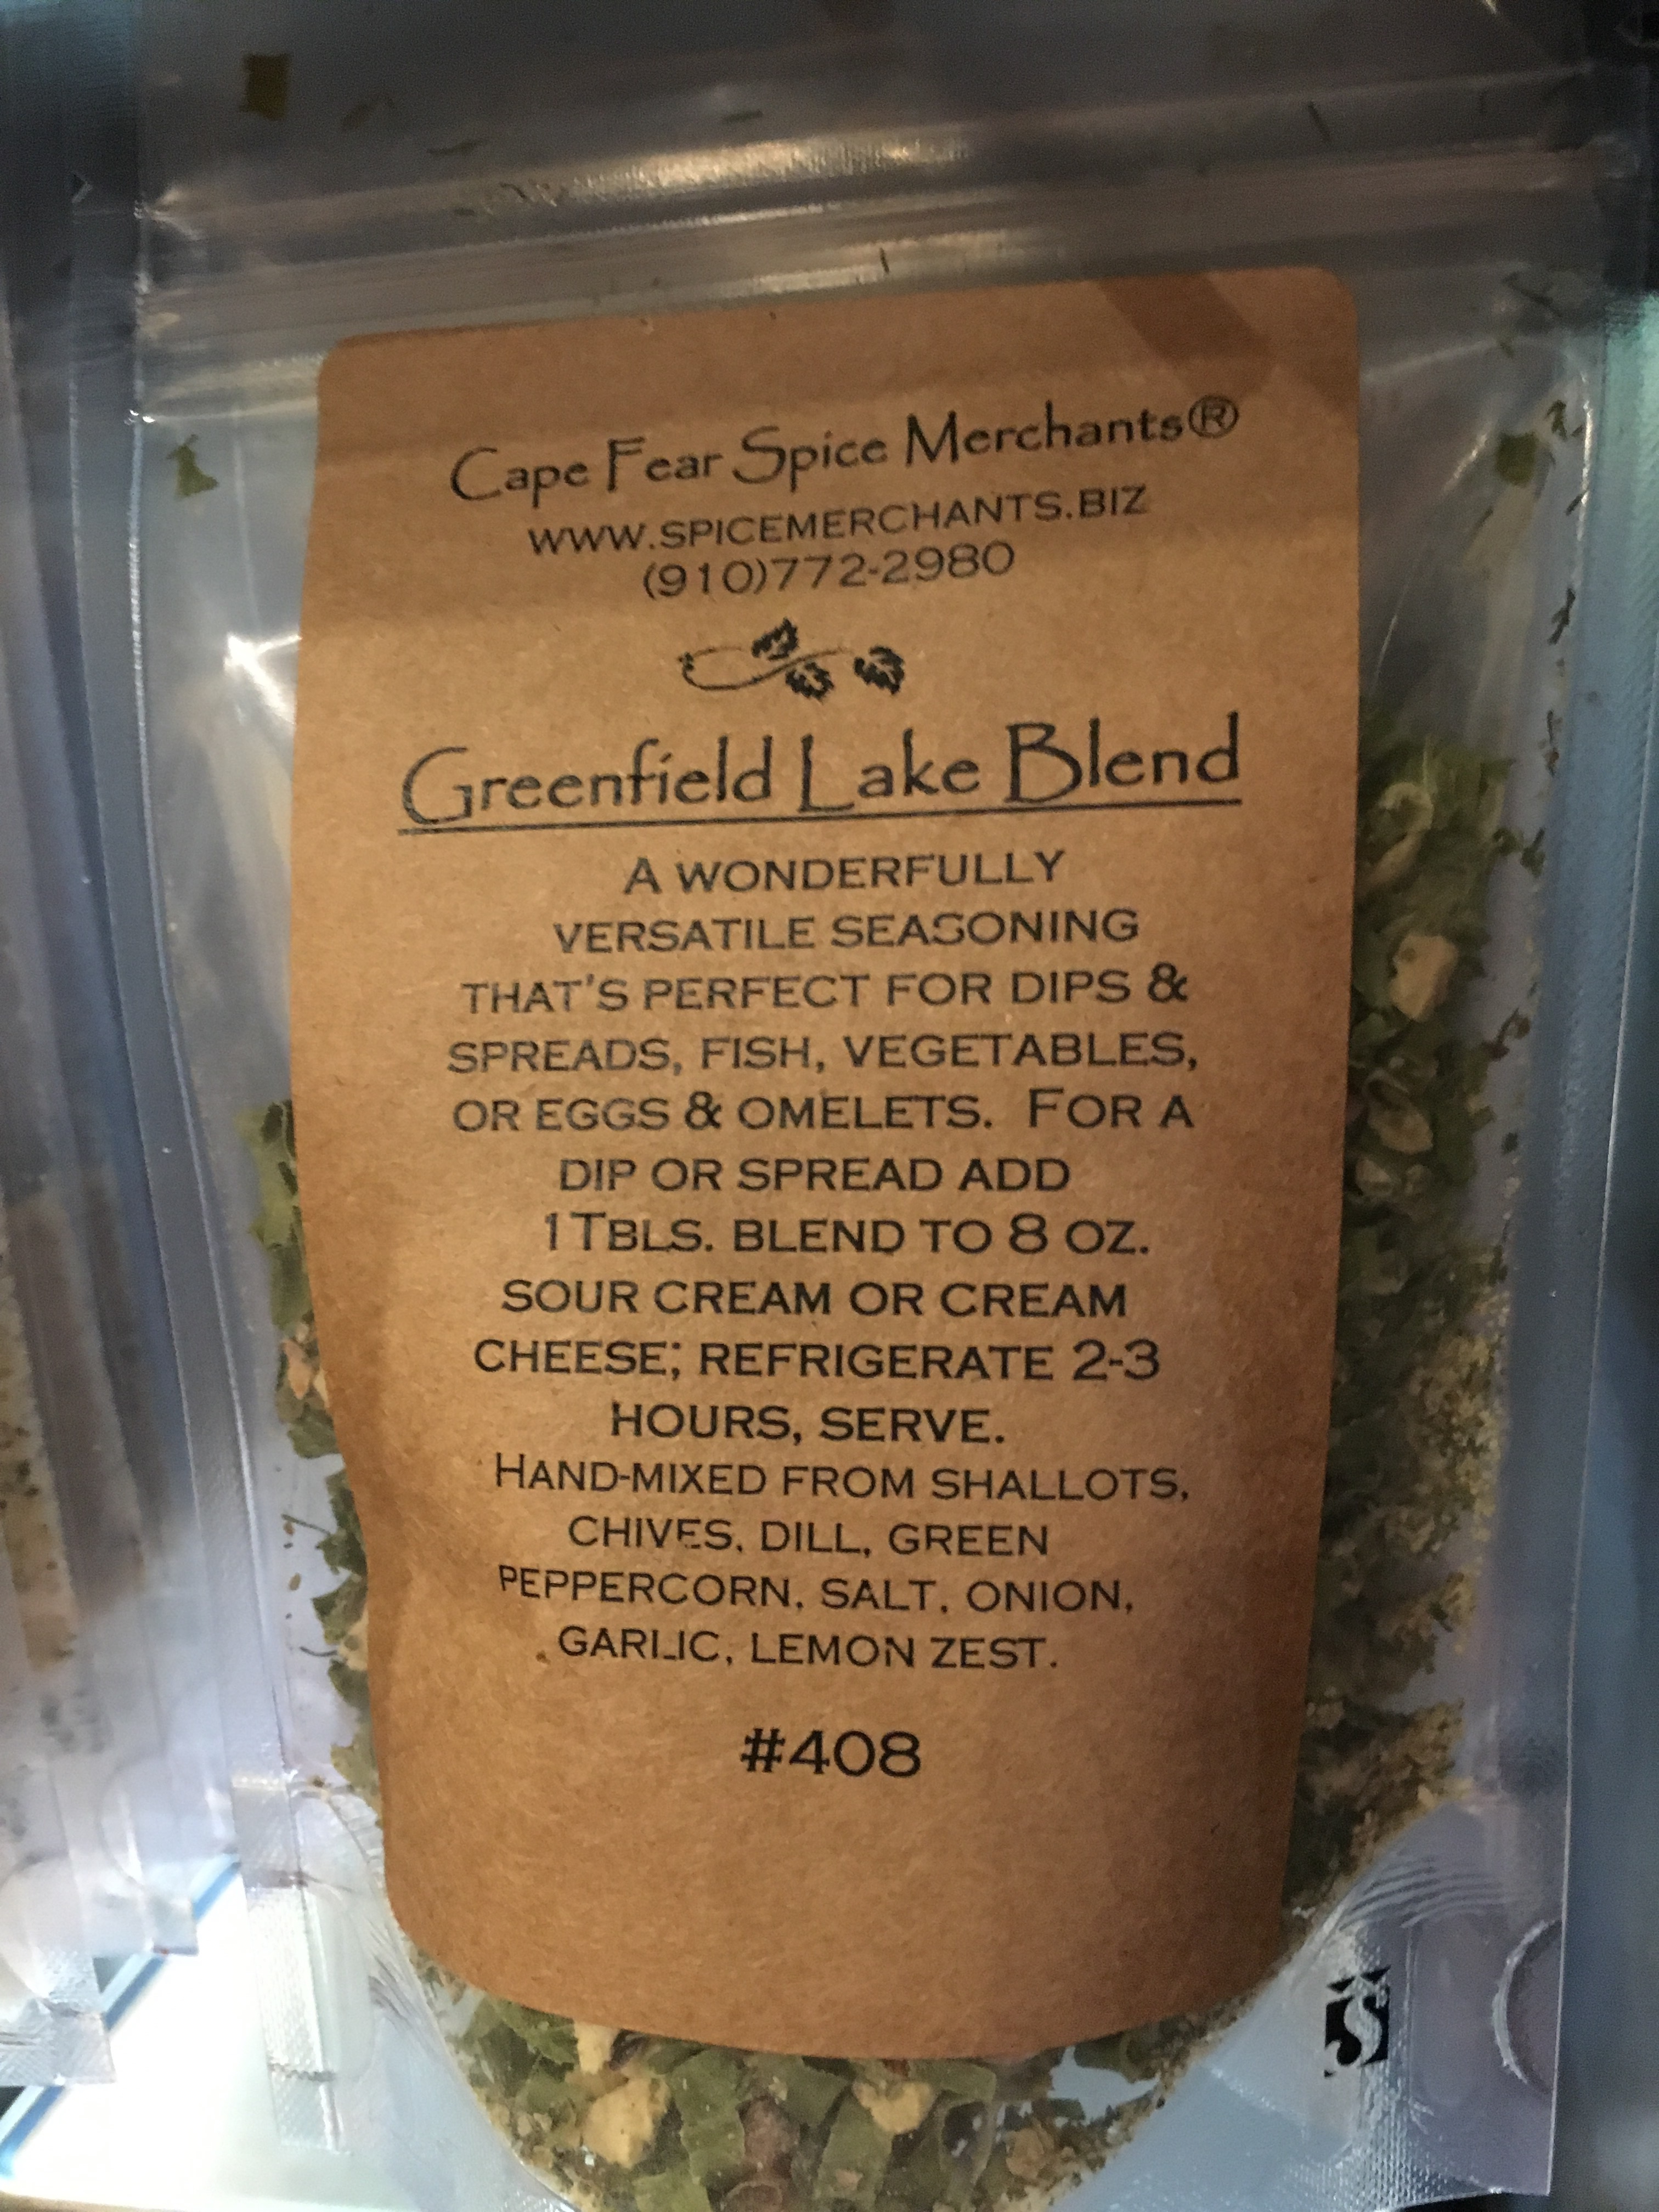 Cape Fear Spice Merchants®
WWW.SPICEMERCHANTS.BIZ
(910)772-2980
Greenfield Lake Blend
A WONDERFULLY
VERSATILE SEASONING
THAT'S PERFECT FOR DIPS &
SPREADS, FISH, VEGETABLES,
OR EGGS & OMELETS. FOR A
DIP OR SPREAD ADD
1 TBLS. BLEND TO 8 OZ.
SOUR CREAM OR CREAM
CHEESE; REFRIGERATE 2-3
HOURS, SERVE.
HAND-MIXED FROM SHALLOTS,
CHIVES, DILL, GREEN
PEPPERCORN, SALT, ONION,
GARLIC, LEMON ZEST.
#408
S